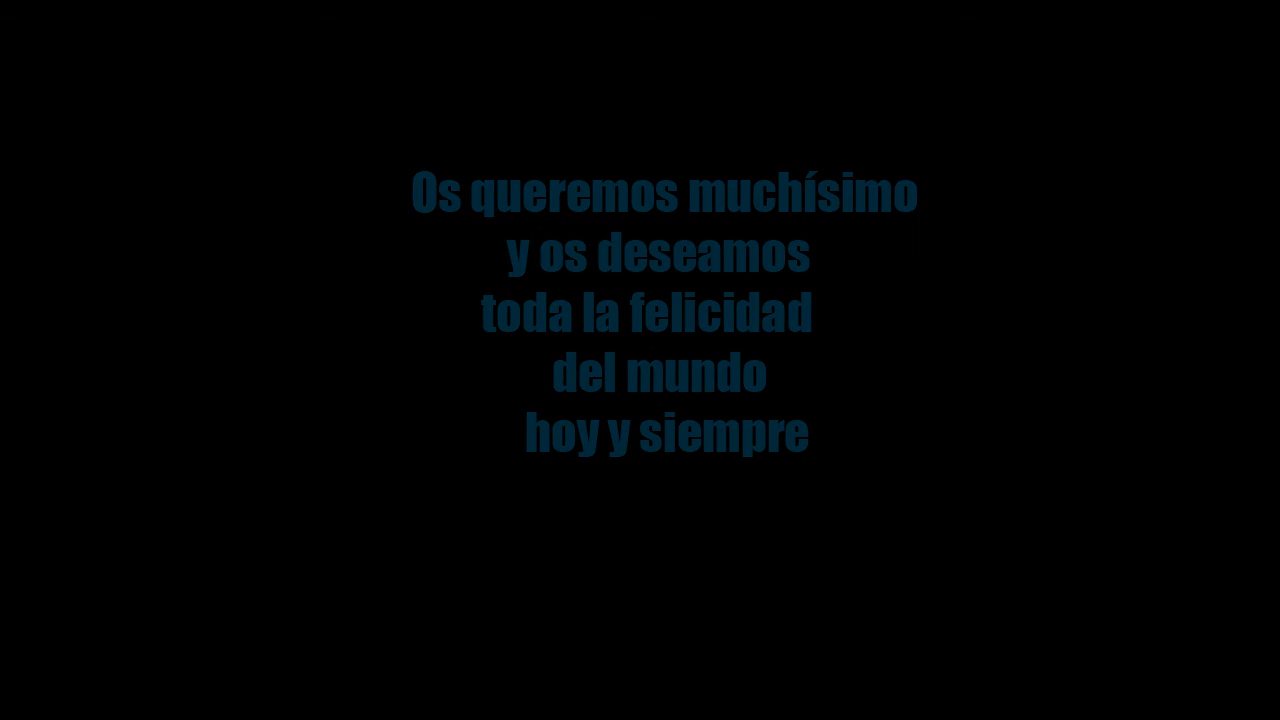 Os queremos muchísimo
y os deseamos
toda la felicidad
del mundo
hoy y siempre